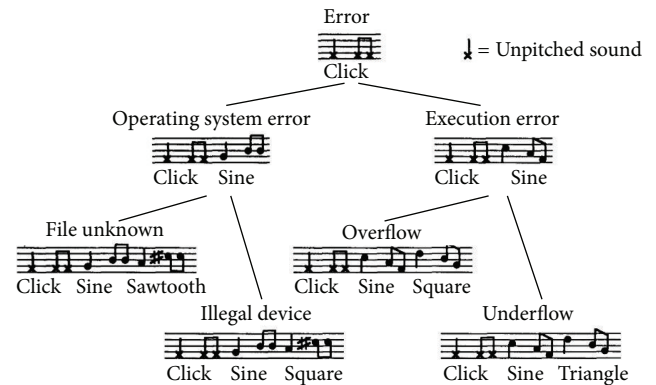 Error
= Unpitched sound
Click
Operating system error
Execution error
Click Sine
Click Sine
File unknown
Overflow
Click Sine Sawtooth
Click Sine Square
Illegal device
Underflow
Click Sine Square
Click Sine Triangle